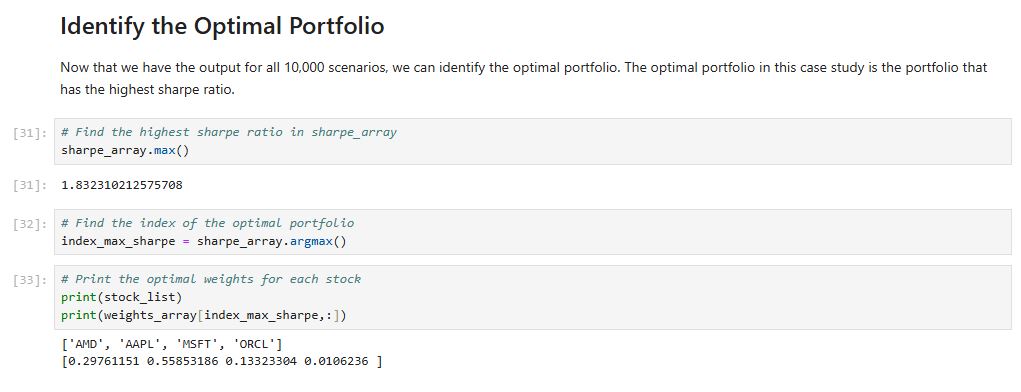 Identify the Optimal Portfolio
Now that we have the output for all 10,000 scenarios, we can identify the optimal portfolio. The optimal portfolio in this case study is the portfolio that
has the highest sharpe ratio.
[31]: # Find the highest sharpe ratio in sharpe_array
sharpe_array.max()
[31]: 1.832310212575708
[32]: # Find the index of the optimal portfolio
index_max_sharpe = sharpe_array.argmax()
[33]: # Print the optimal weights for each stock
print(stock_list)
print(weights_array[index_max_sharpe,:])
['AMD', 'AAPL', 'MSFT', 'ORCL']
[0.29761151 0.55853186 0.13323304 0.0106236 ]